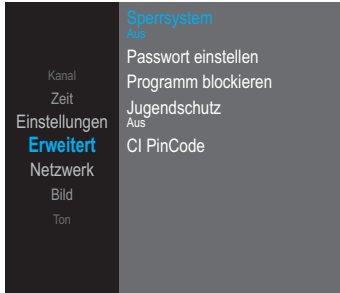 Kanal
Zeit
Einstellungen
Erweitert
Netzwerk
Bild
Ton
Sperrsystem
Aus
Passwort einstellen
Programm blockieren
Jugendschutz
Aus
CI PinCode